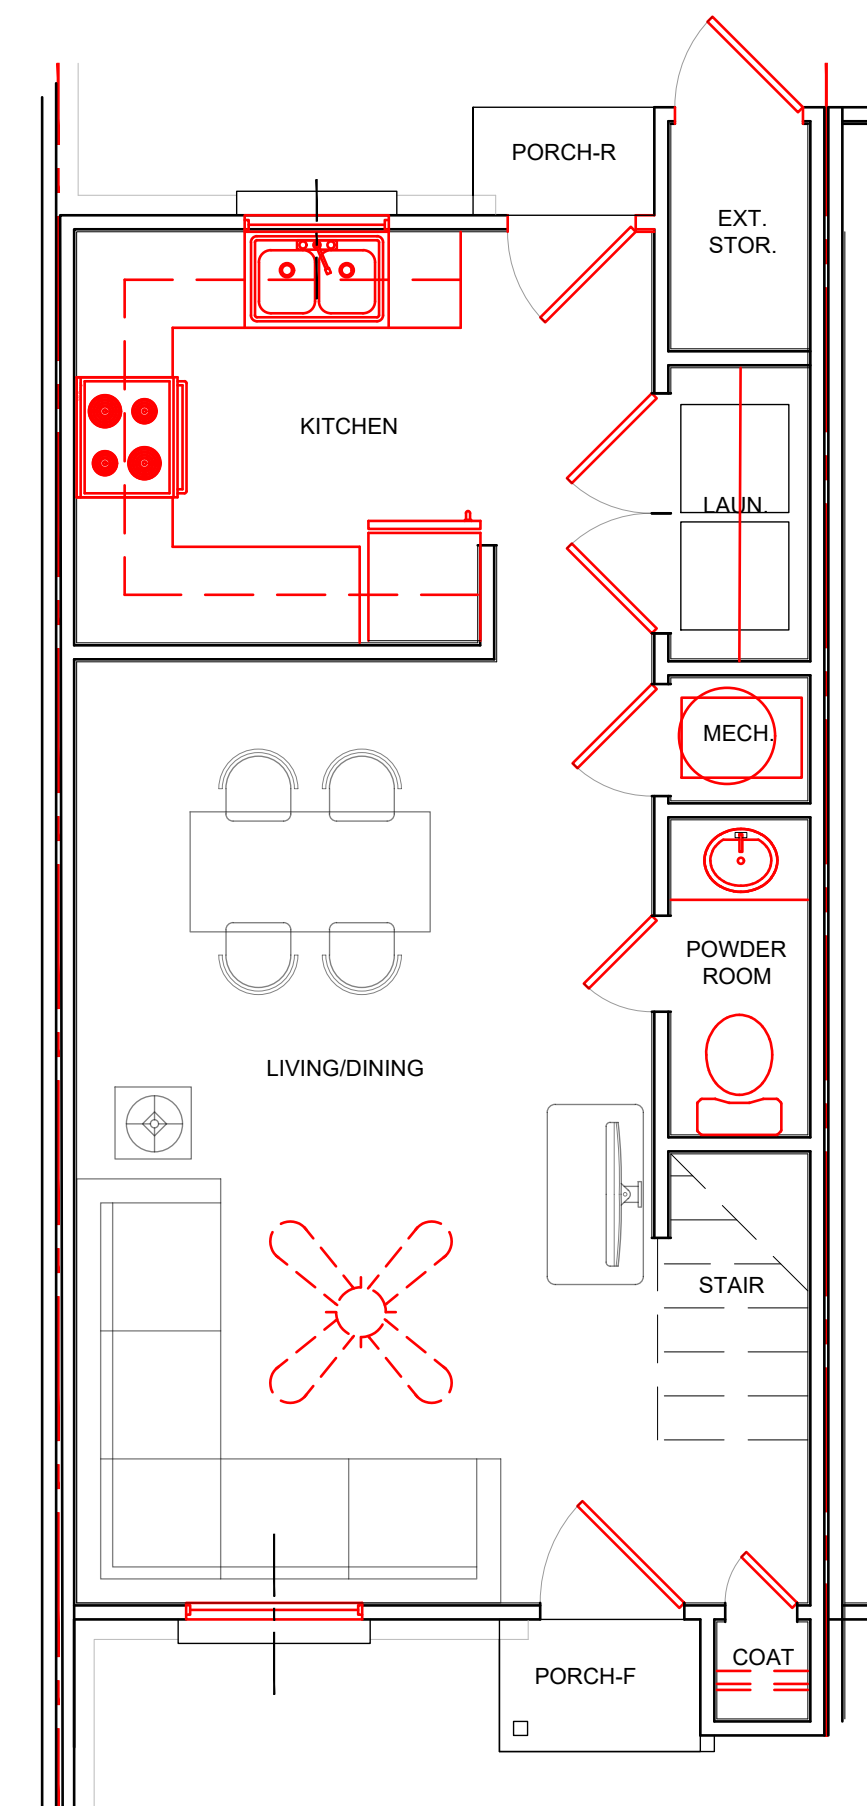 PORCH-R
EXT.
STOR.
KITCHEN
LAUN.
MECH.
POWDER
ROOM
LIVING/DINING
STAIR
COAT
PORCH-F